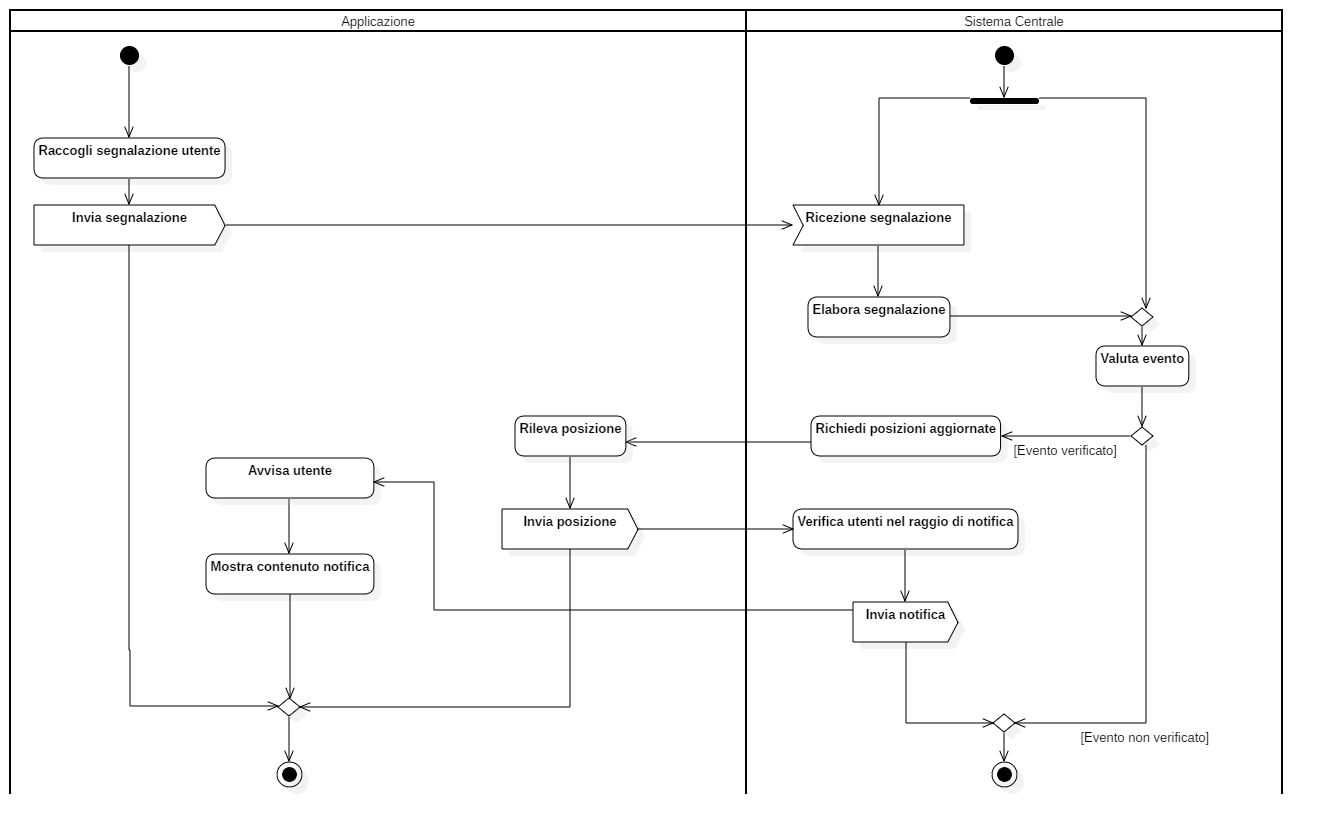 Applicazione
Sistema Centrale
Raccogli segnalazione utente
Invia segnalazione
Ricezione segnalazione
Elabora segnalazione
Valuta evento
Rileva posizione
Richiedi posizioni aggiornate
[Evento verificato]
Avvisa utente
Invia posizione
Verifica utenti nel raggio di notifica
Mostra contenuto notifica
Invia notifica
[Evento non verificato]